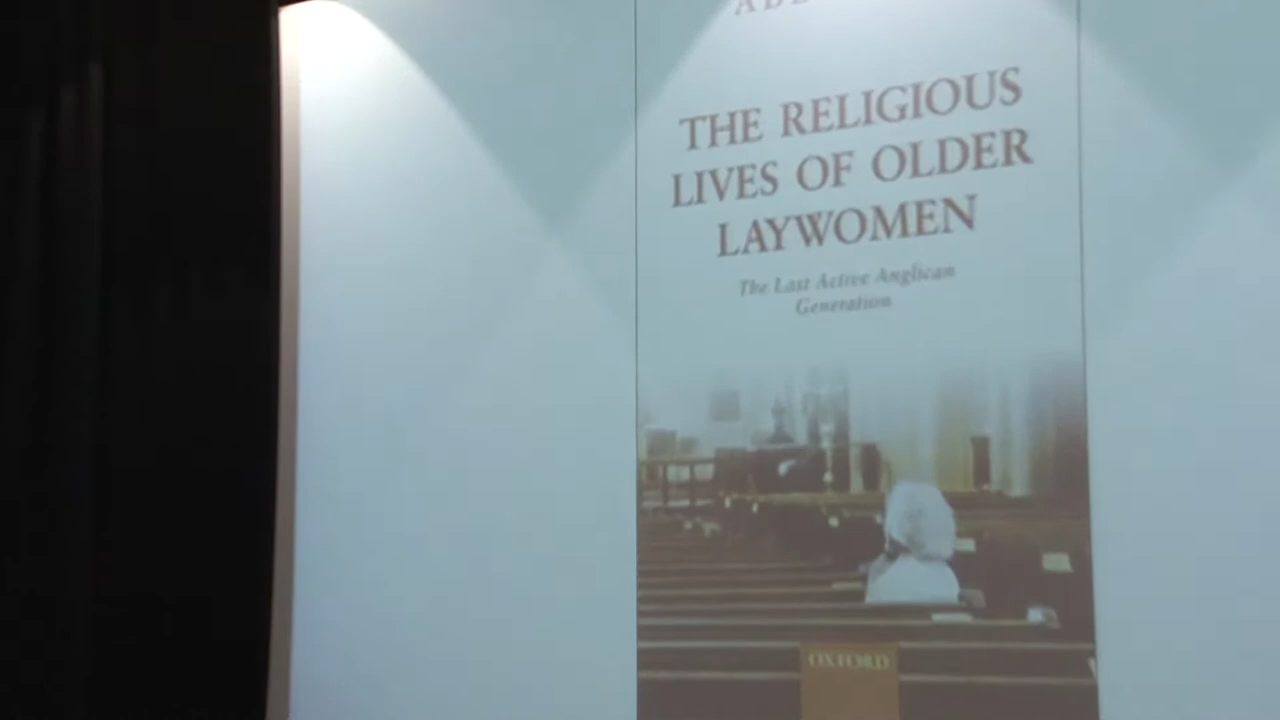 THE RELIGIOUS
LIVES OF OLDER
LAYWOMEN
The Last Active Anglican
Generation
OXFORD